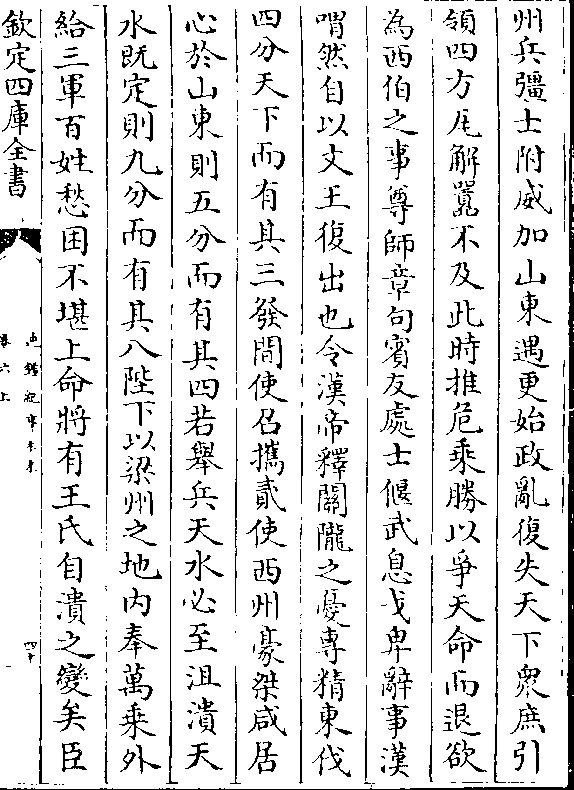 州兵彊士附威加山東遇更始政亂復失天下衆庶引
領四方瓦解囂不及此時推危乘勝以爭天命而退欲
為西伯之事尊師章句賓友處士偃武息戈卑辭事漢
喟然自以文王復出也令漢帝釋關隴之憂專精東伐
四分天下而有其三發間使召攜貳使西州豪桀咸居
心於山東則五分而有其四若舉兵天水必至沮潰天
水既定則九分而有其八陛下以梁州之地内奉萬乘外
給三軍百姓愁困不堪上命將有王氏自潰之變矣臣
欽定四庫全書
通鑑紀事本末
卷六上
四十